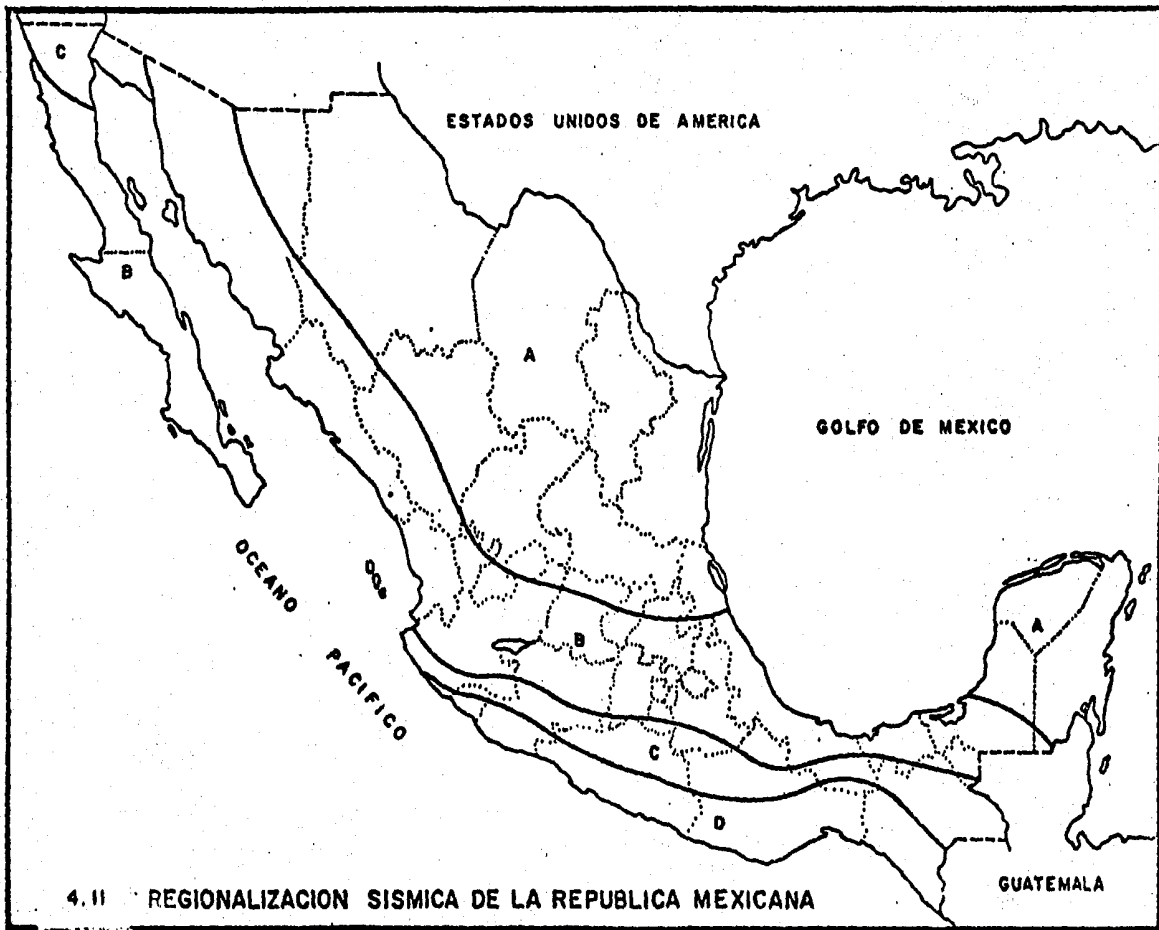 C
ESTADOS UNIDOS DE AMERICA
B
A
GOLFO DE MEXICO
OCEANO
PACIFICO
B
A
C
D
GUATEMALA
4.11 REGIONALIZACION SISMICA DE LA REPUBLICA MEXICANA